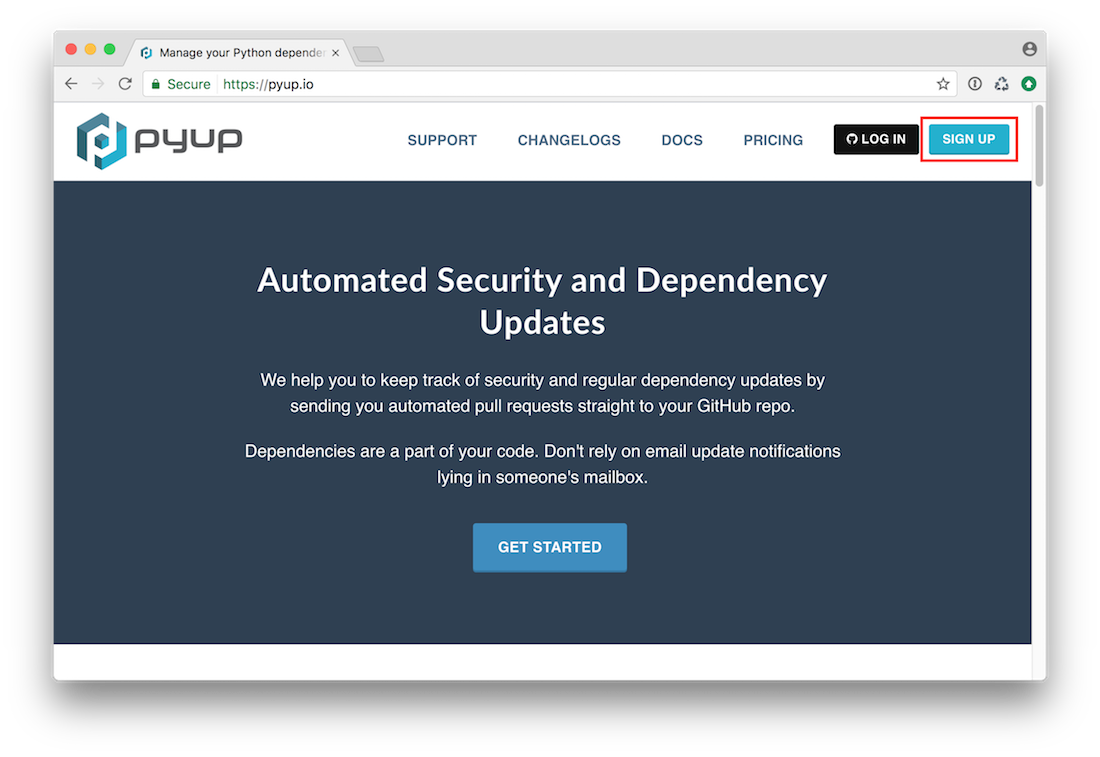 Manage your Python depende
Secure https://pyup.io
pyup
SUPPORT CHANGELOGS DOCS PRICING LOG IN SIGN UP
Automated Security and Dependency
Updates
We help you to keep track of security and regular dependency updates by
sending you automated pull requests straight to your GitHub repo.
Dependencies are a part of your code. Don't rely on email update notifications
lying in someone's mailbox.
GET STARTED